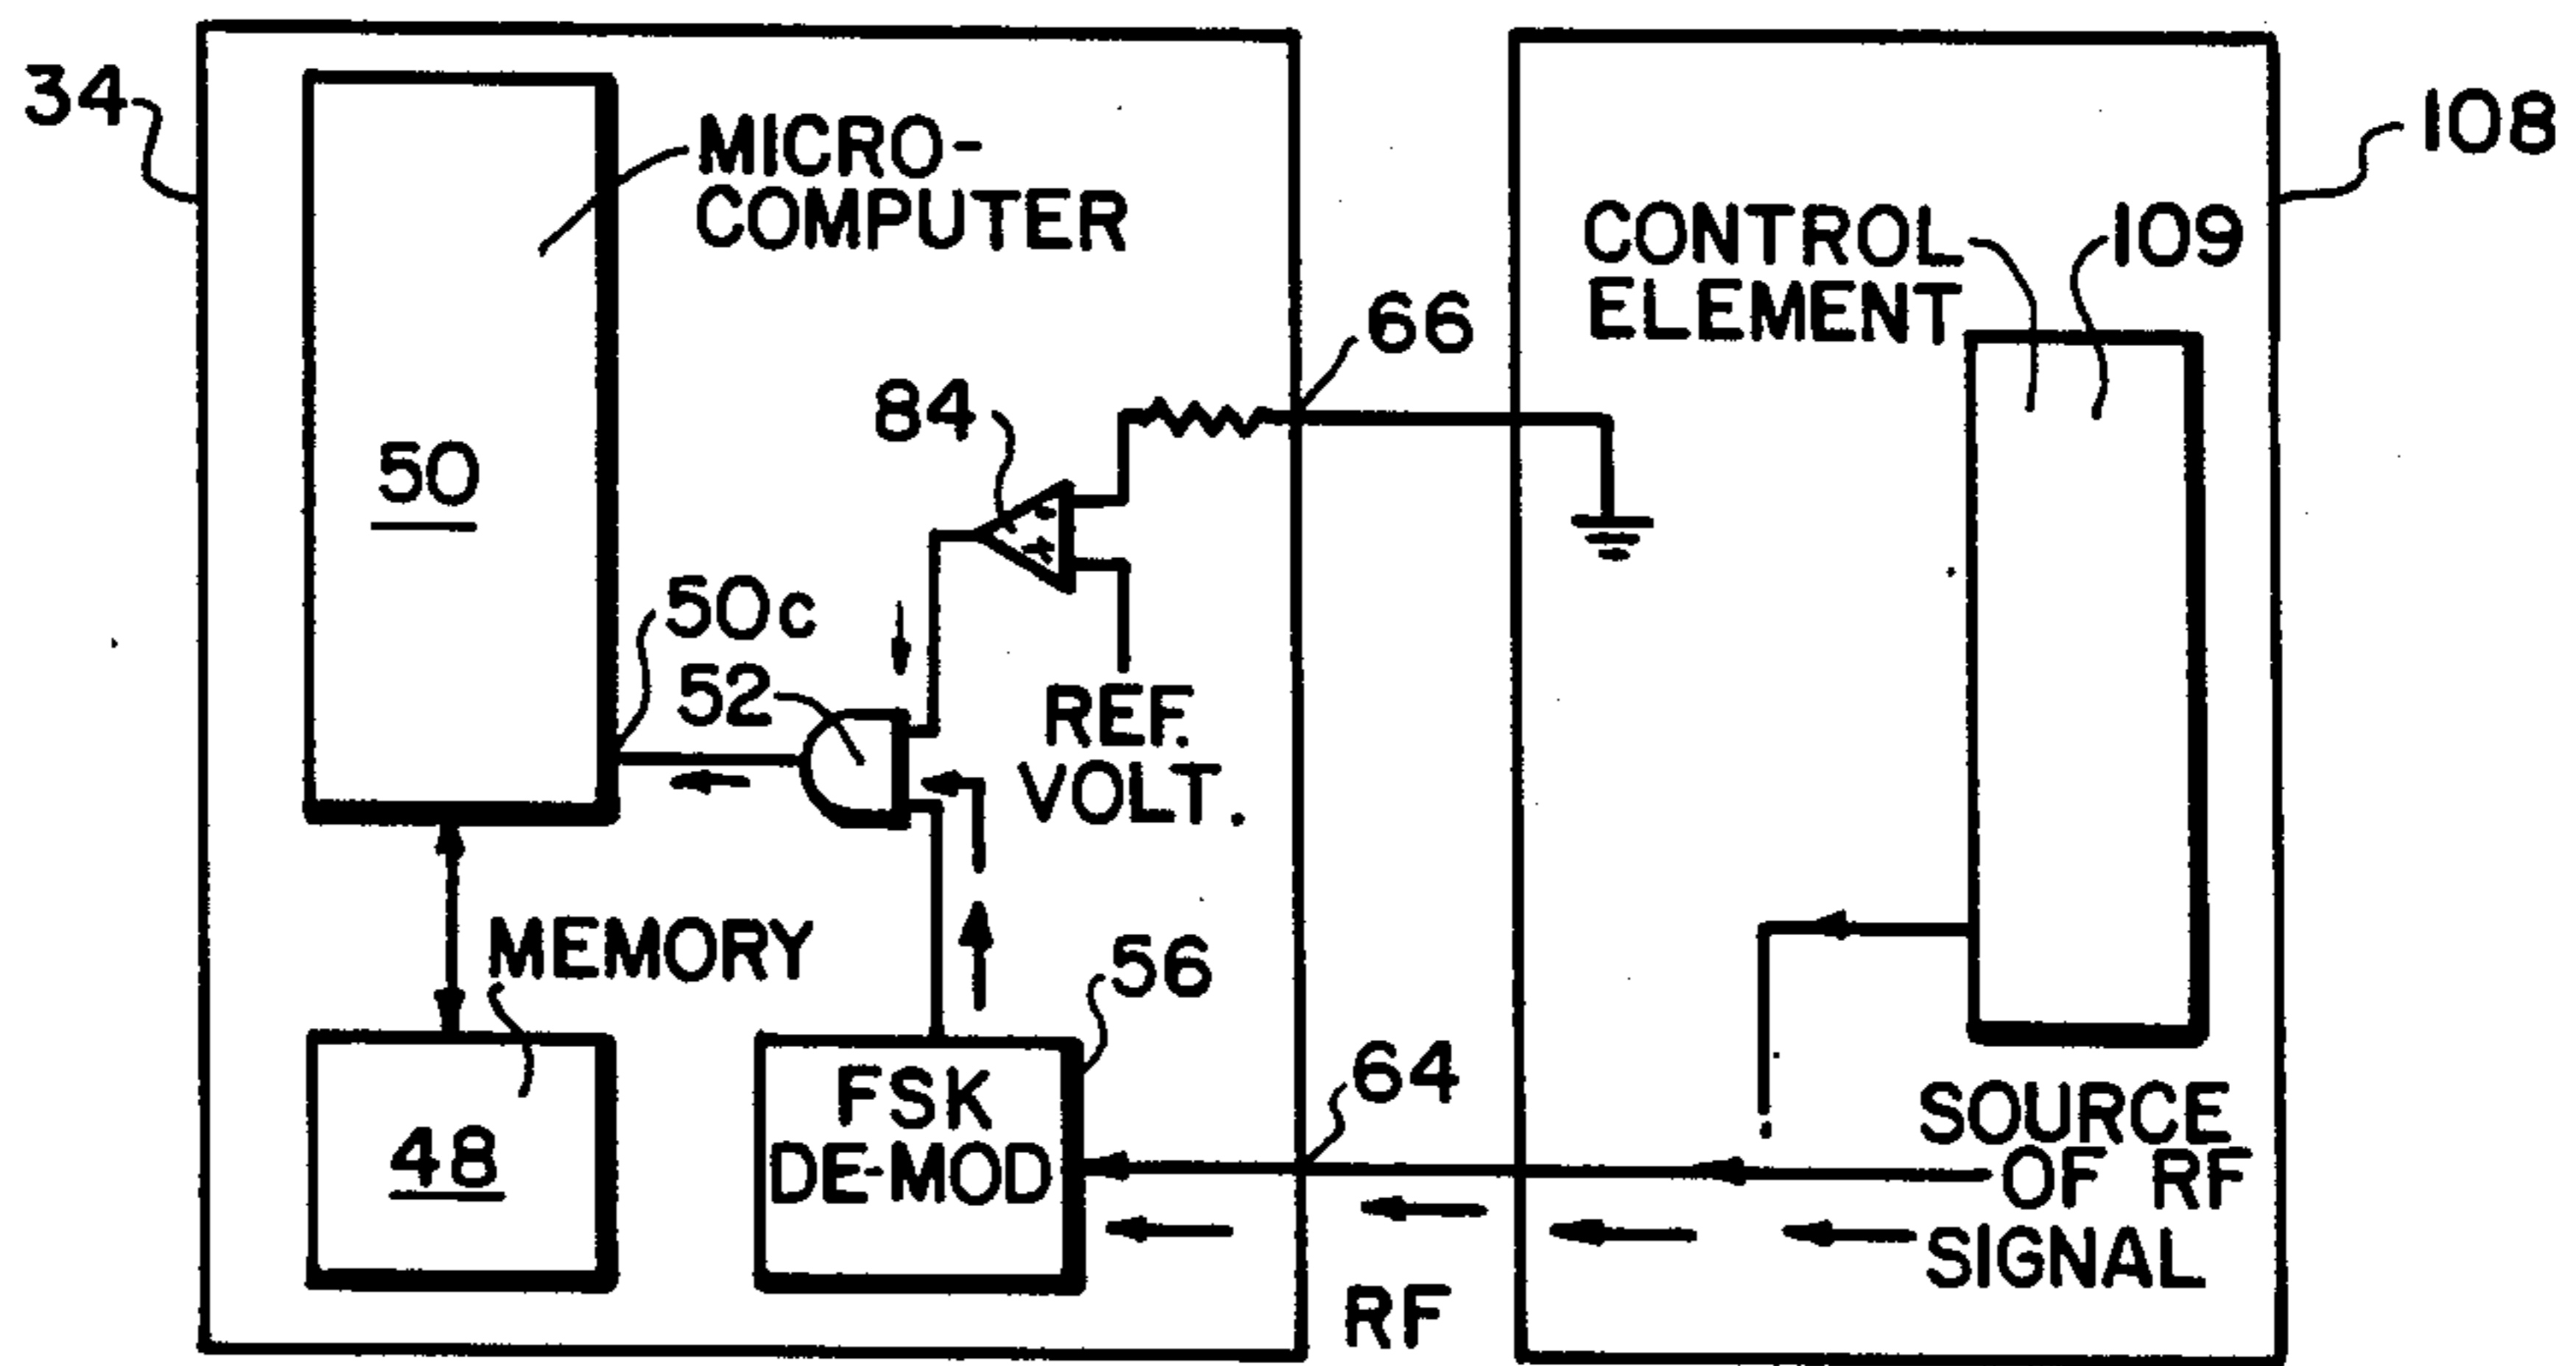 34
MICRO-
COMPUTER
108
CONTROL
ELEMENT
109
66
84
- +
50
50c
52
REF.
VOLT.
MEMORY
56
48
FSK
DE-MOD
64
SOURCE
OF RF
SIGNAL
RF